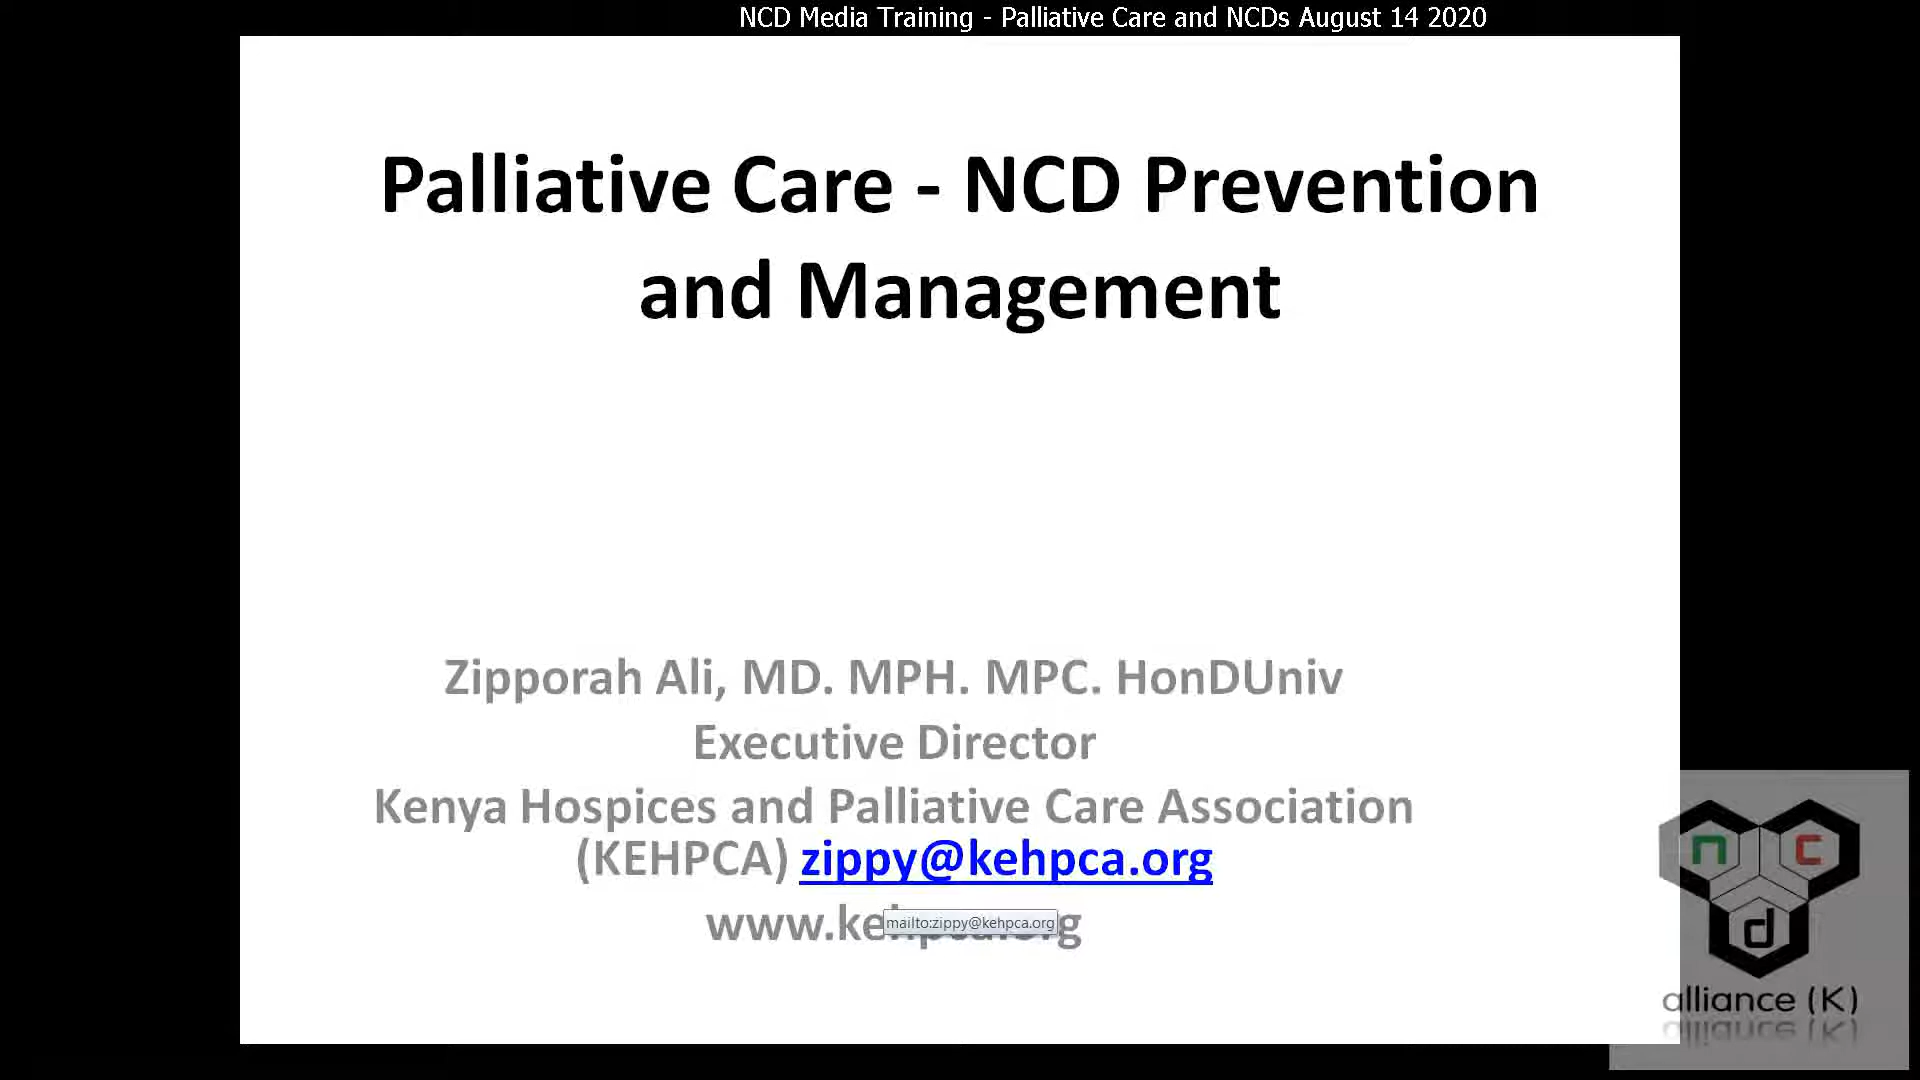 NCD Media Training - Palliative Care and NCDs August 14 2020
Palliative Care - NCD Prevention
and Management
Zipporah Ali, MD. MPH. MPC. HonDUniv
Executive Director
Kenya Hospices and Palliative Care Association
(KEHPCA) zippy@kehpca.org
mailto:zippy@kehpca.org
n c
d
alliance (K)